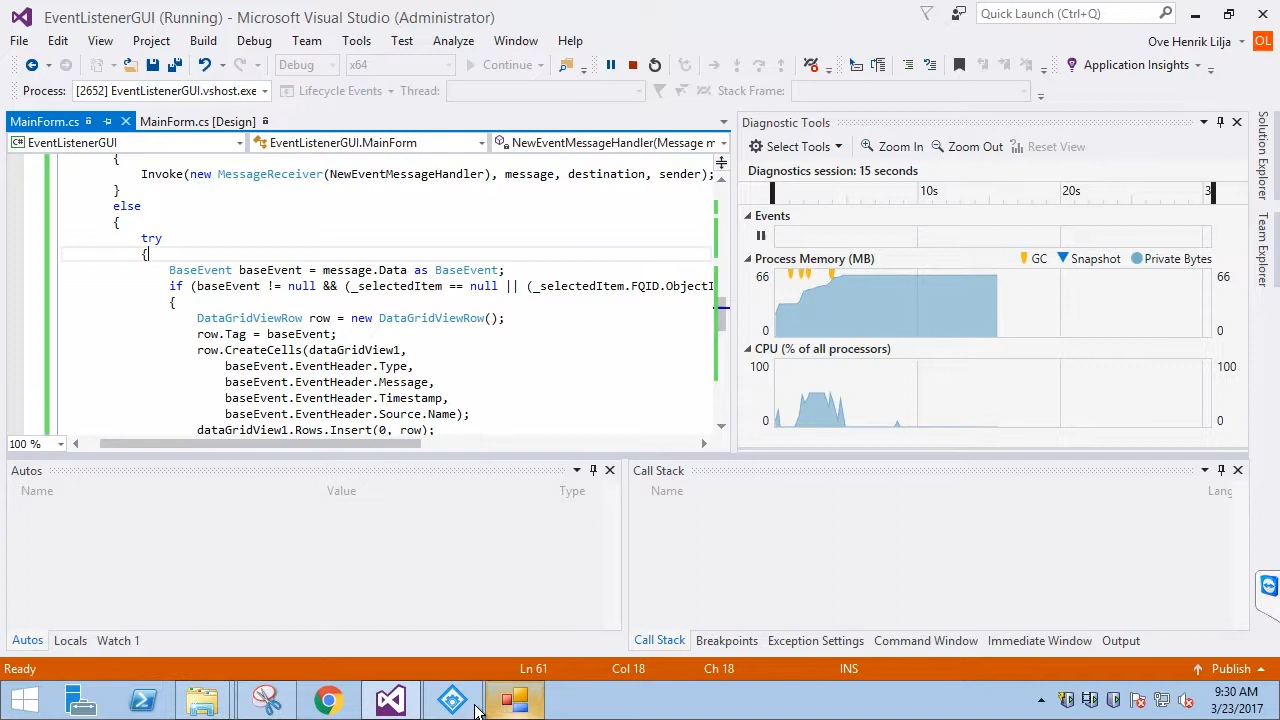 EventListenerGUI (Running) - Microsoft Visual Studio (Administrator)
Quick Launch (Ctrl+Q)
File Edit View Project Build Debug Team Tools Test Analyze Window Help
Ove Henrik Lilja OL
Debug x64 Continue Application Insights
Process: [2652] EventListenerGUI.vshost.exe Lifecycle Events Thread: Stack Frame:
MainForm.cs MainForm.cs [Design]
Diagnostic Tools
C# EventListenerGUI EventListenerGUI.MainForm NewEventMessageHandler(Message m
Select Tools Zoom In Zoom Out Reset View
{
Invoke(new MessageReceiver(NewEventMessageHandler), message, destination, sender);
}
else
{
try
{
BaseEvent baseEvent = message.Data as BaseEvent;
if (baseEvent != null && (_selectedItem == null || (_selectedItem.FQID.ObjectI
{
DataGridViewRow row = new DataGridViewRow();
row.Tag = baseEvent;
row.CreateCells(dataGridView1,
baseEvent.EventHeader.Type,
baseEvent.EventHeader.Message,
baseEvent.EventHeader.Timestamp,
baseEvent.EventHeader.Source.Name);
dataGridView1.Rows.Insert(0, row);
100 %
Diagnostics session: 15 seconds
10s 20s 3
Events
Process Memory (MB) GC Snapshot Private Bytes
66 66
0 0
CPU (% of all processors)
100 100
0 0
Solution Explorer
Team Explorer
Autos
Name Value Type
Call Stack
Name Lang
Autos Locals Watch 1
Call Stack Breakpoints Exception Settings Command Window Immediate Window Output
Ready Ln 61 Col 18 Ch 18 INS Publish
9:30 AM
3/23/2017